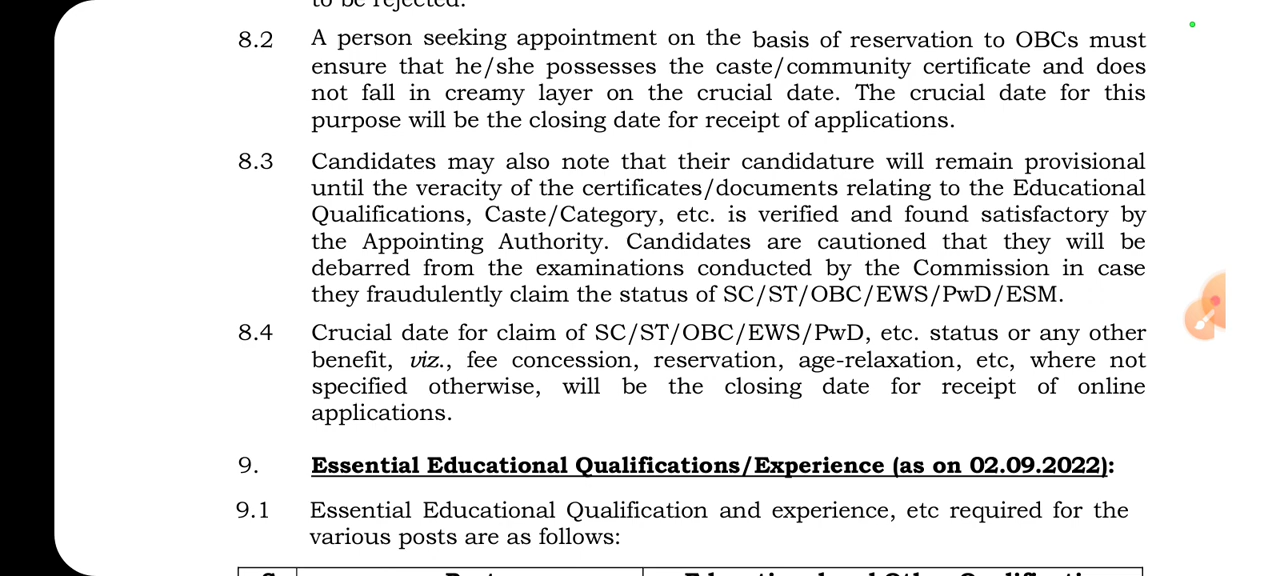 to be rejected.
8.2 A person seeking appointment on the basis of reservation to OBCs must
ensure that he/she possesses the caste/community certificate and does
not fall in creamy layer on the crucial date. The crucial date for this
purpose will be the closing date for receipt of applications.
8.3 Candidates may also note that their candidature will remain provisional
until the veracity of the certificates/documents relating to the Educational
Qualifications, Caste/Category, etc. is verified and found satisfactory by
the Appointing Authority. Candidates are cautioned that they will be
debarred from the examinations conducted by the Commission in case
they fraudulently claim the status of SC/ST/OBC/EWS/PwD/ESM.
8.4 Crucial date for claim of SC/ST/OBC/EWS/PwD, etc. status or any other
benefit, viz., fee concession, reservation, age-relaxation, etc, where not
specified otherwise, will be the closing date for receipt of online
applications.
9. Essential Educational Qualifications/Experience (as on 02.09.2022):
9.1 Essential Educational Qualification and experience, etc required for the
various posts are as follows: